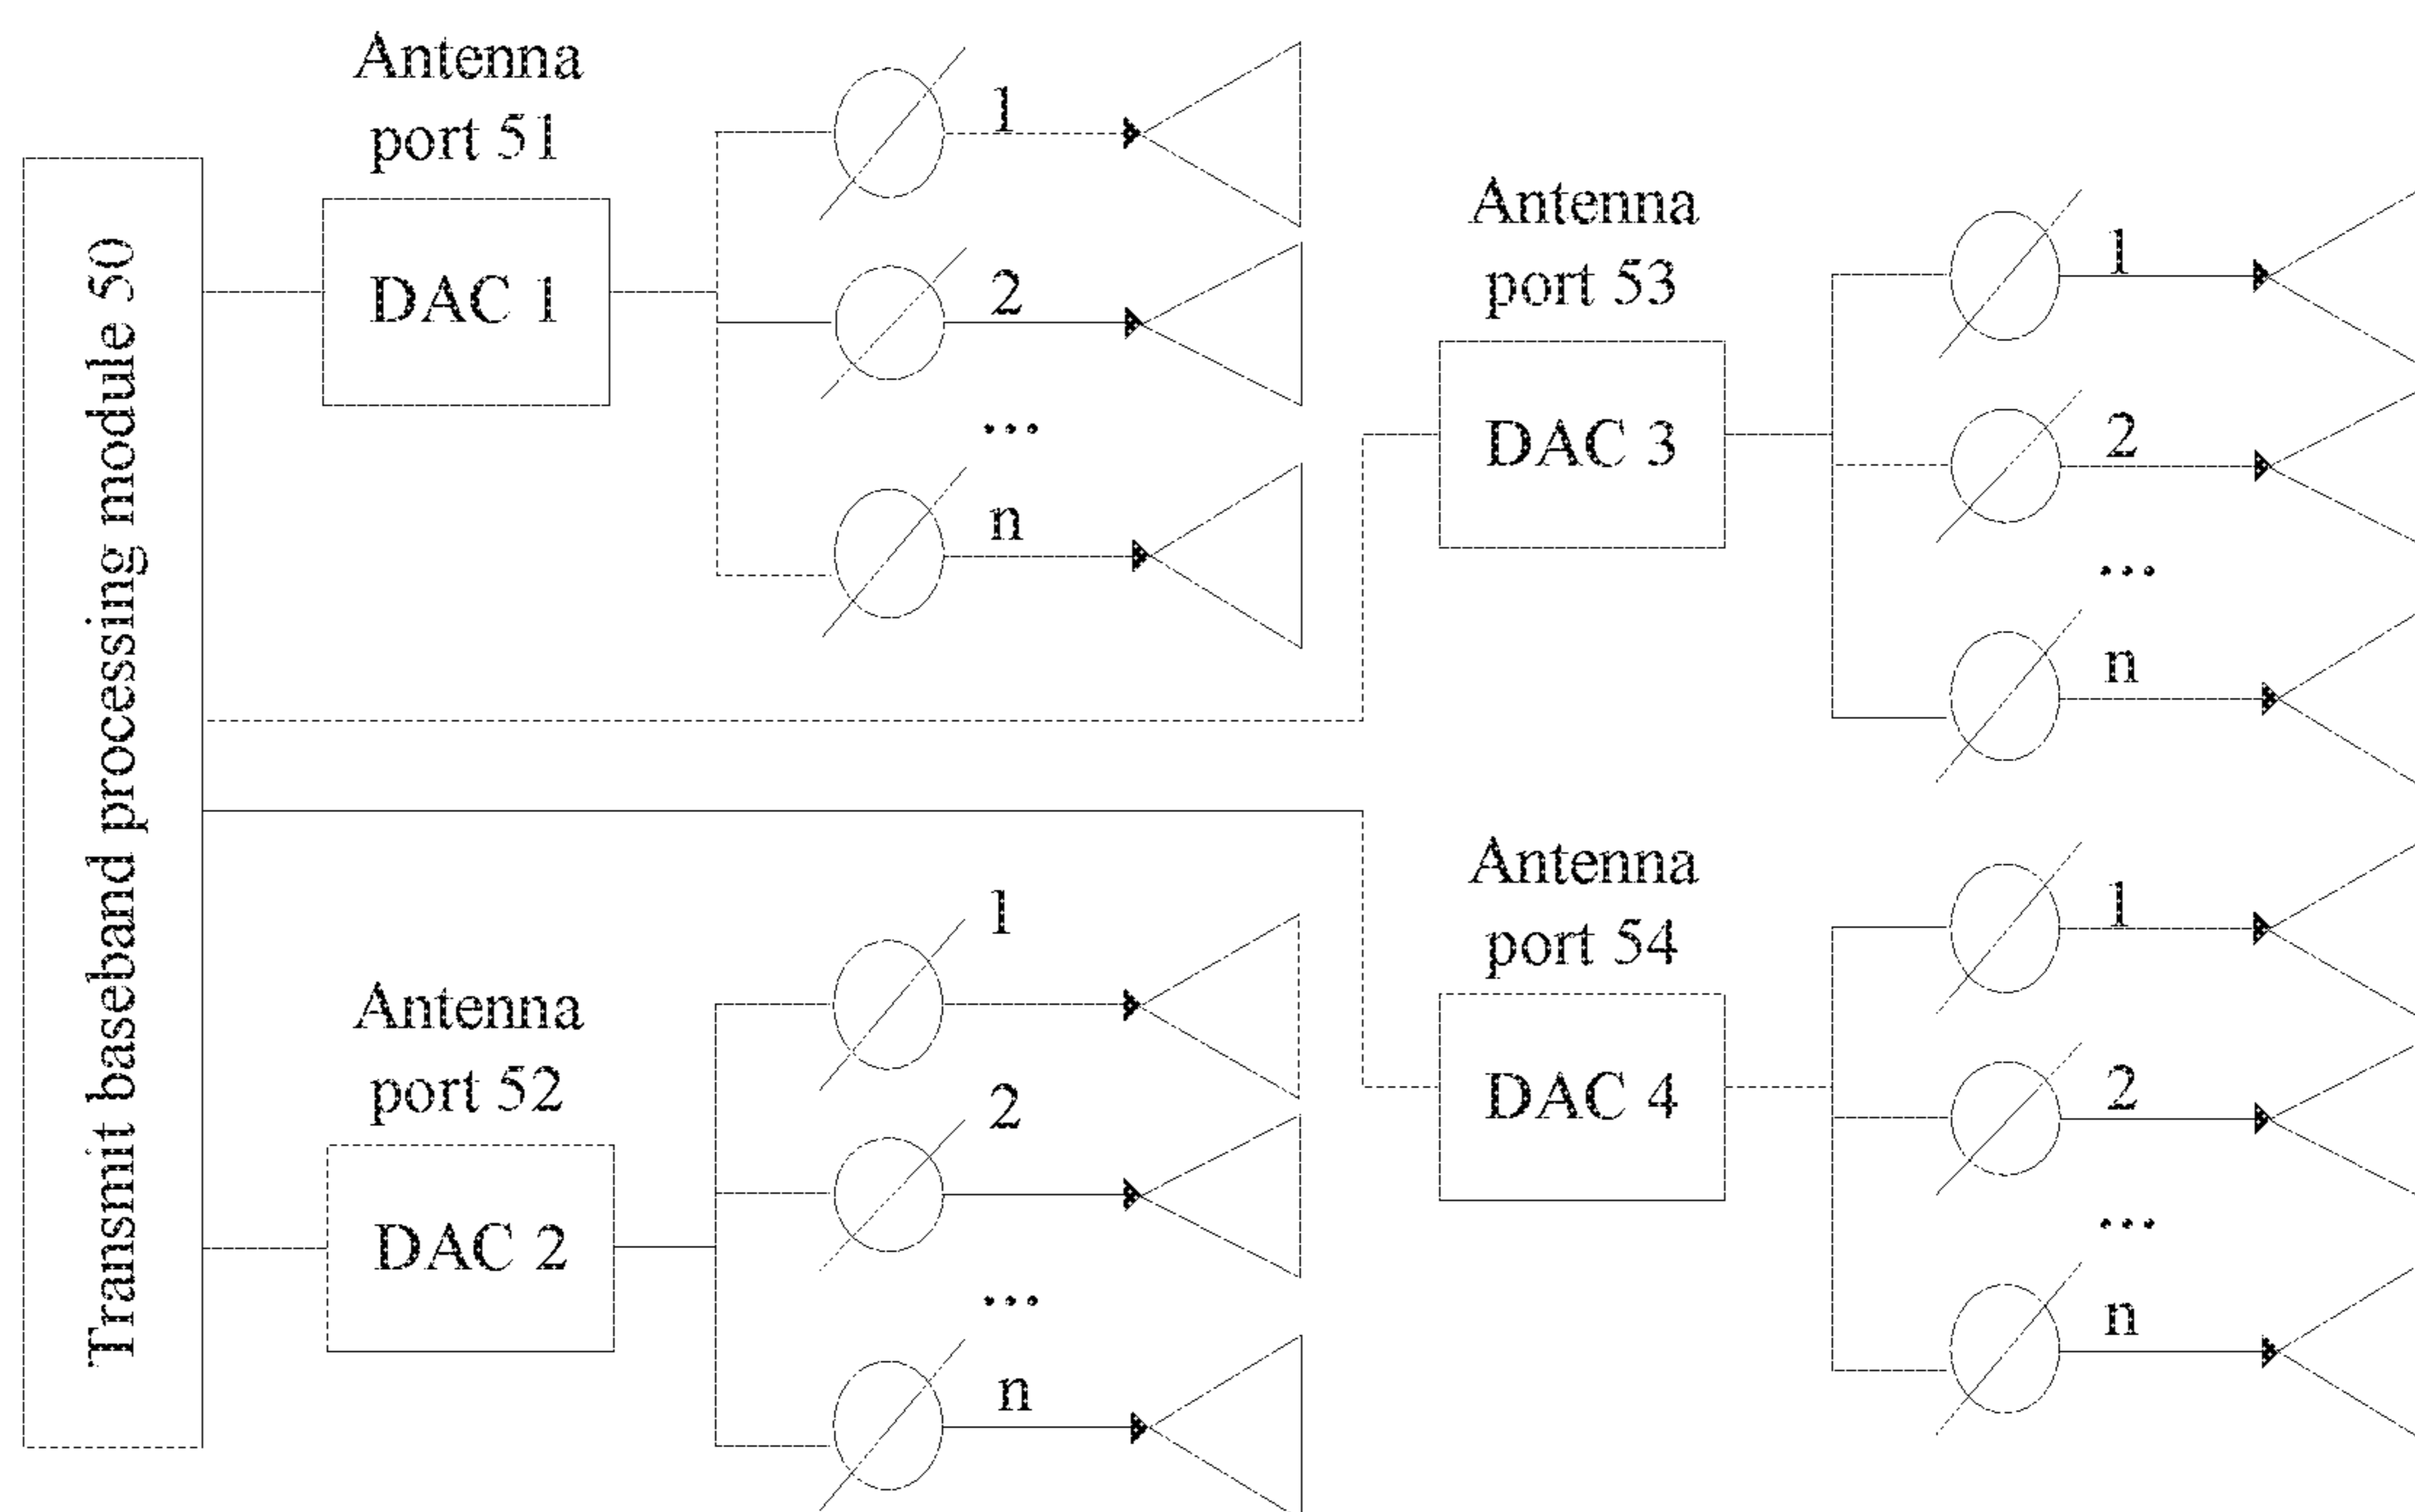 Transmit baseband processing module 50
Antenna
port 51
DAC 1
1
2
...
n
Antenna
port 53
DAC 3
1
2
...
n
Antenna
port 52
DAC 2
1
2
...
n
Antenna
port 54
DAC 4
1
2
...
n